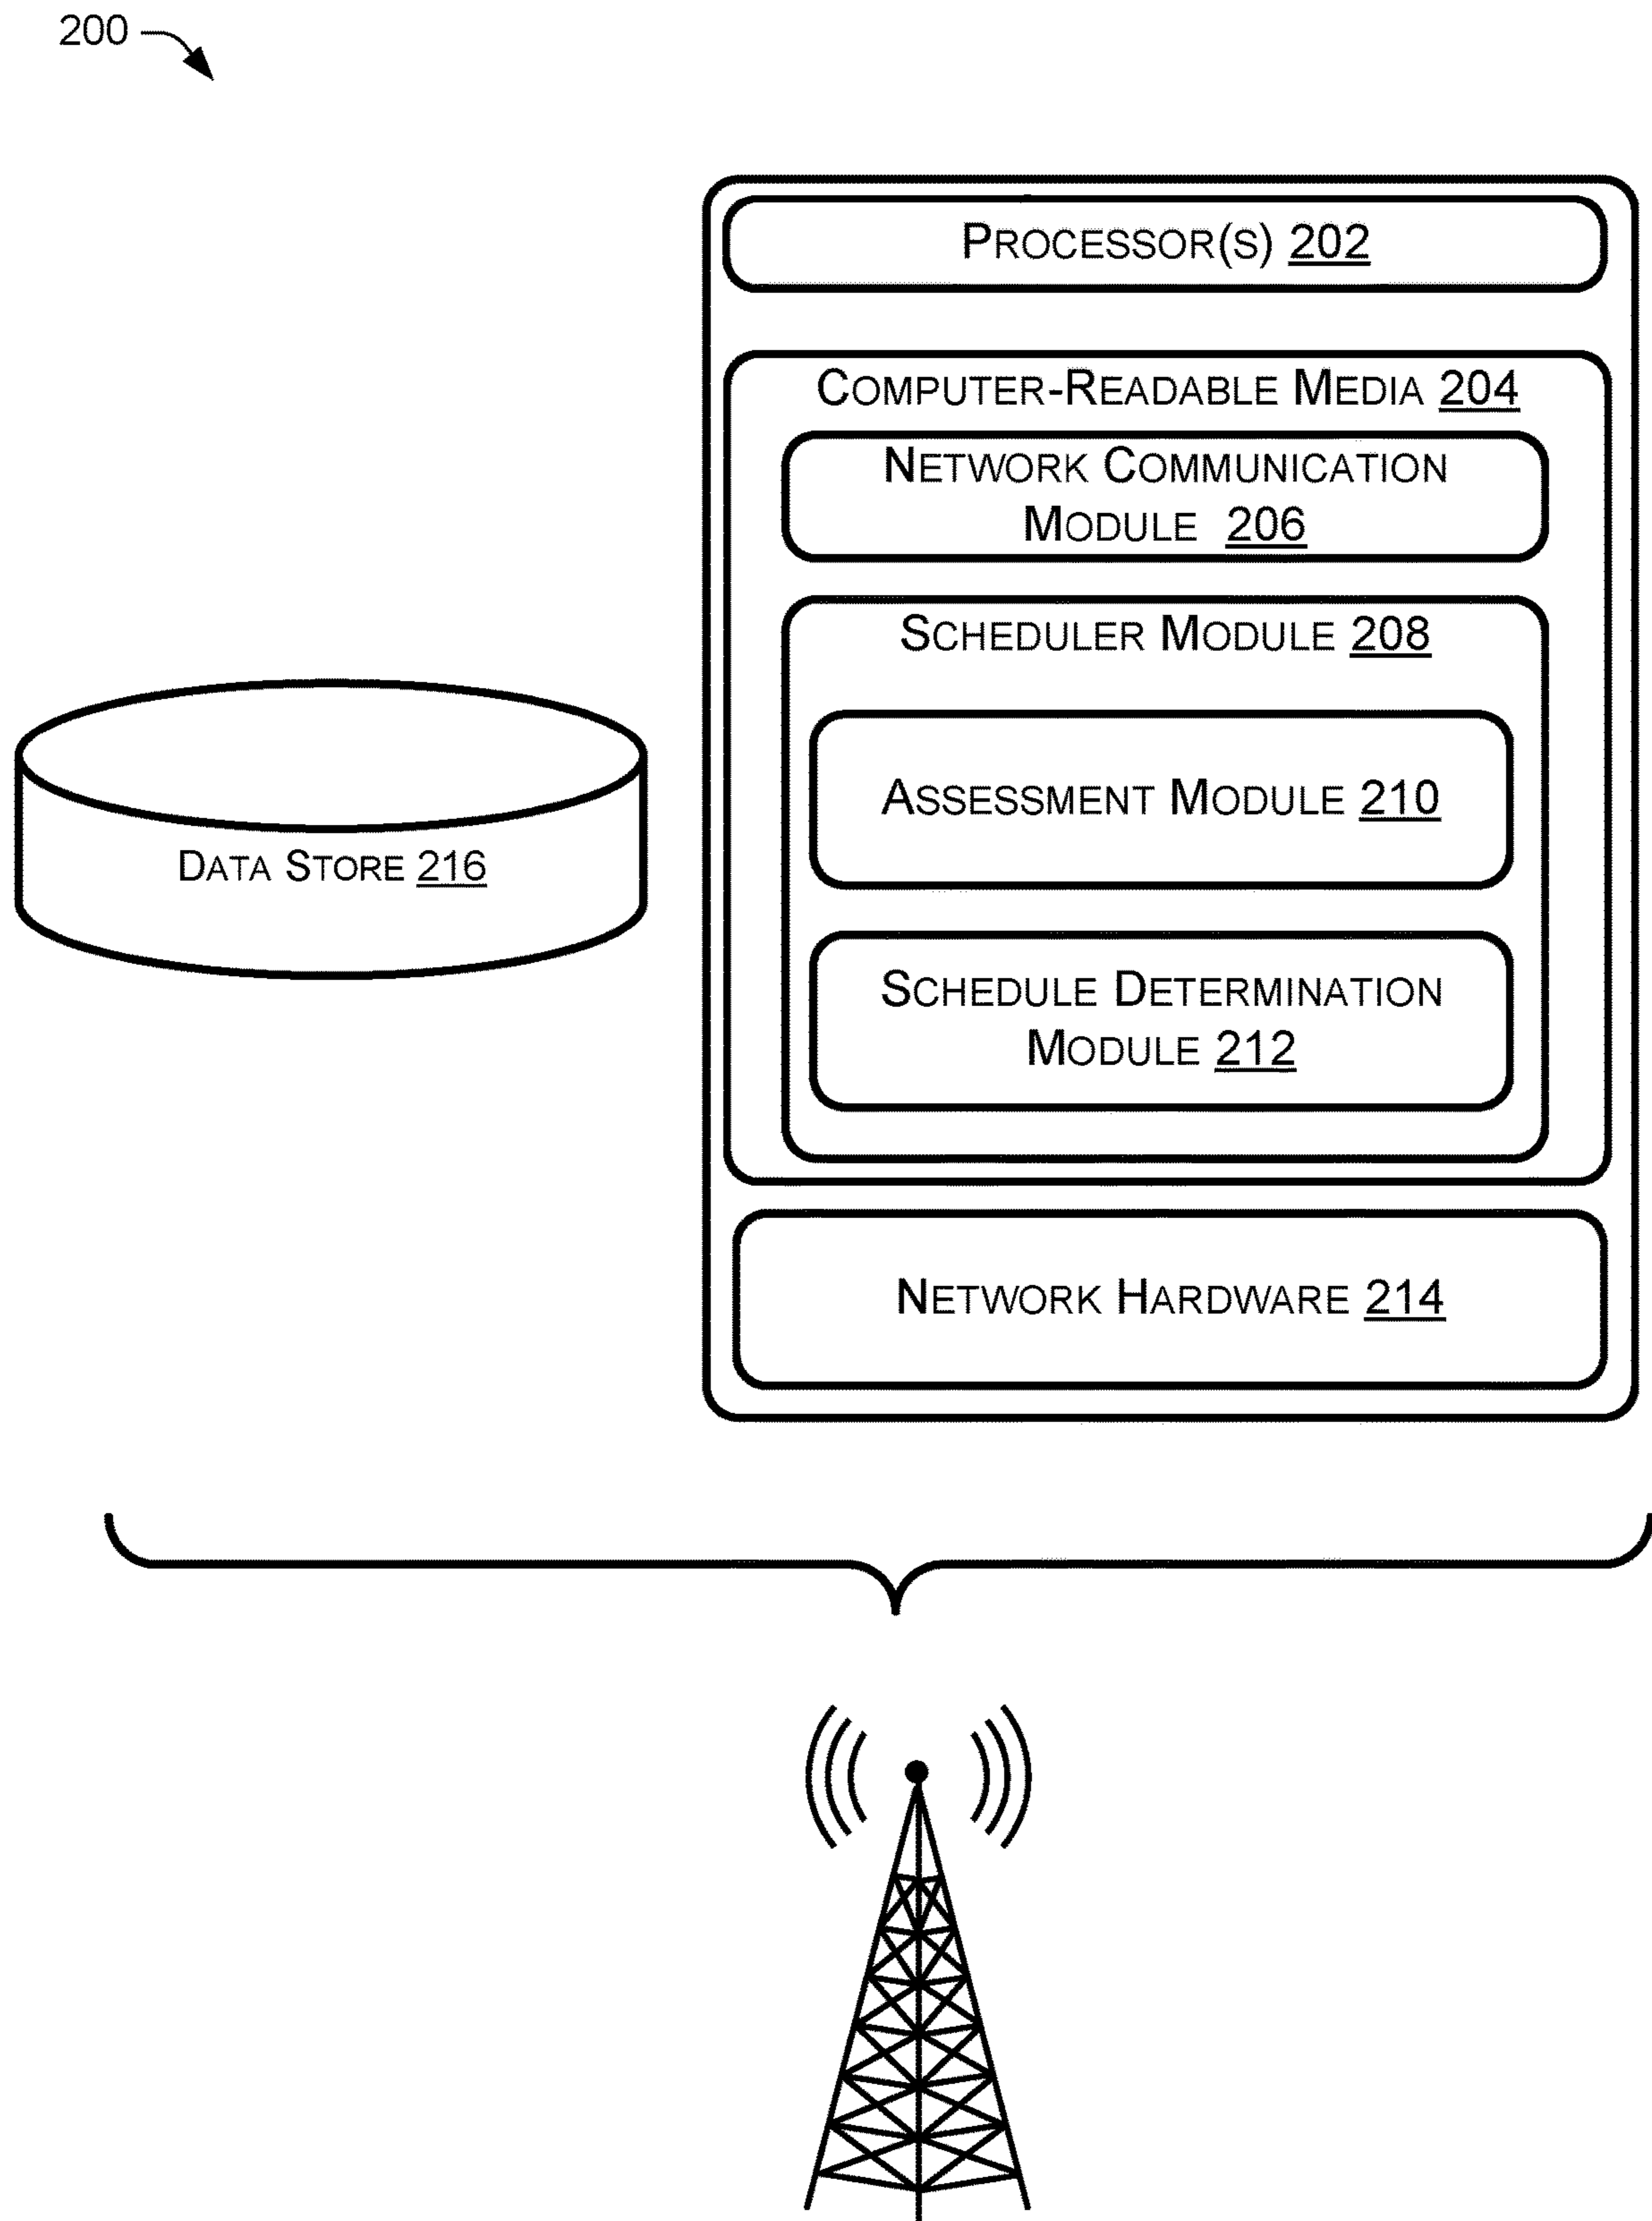 200
PROCESSOR(S) 202
COMPUTER-READABLE MEDIA 204
NETWORK COMMUNICATION
MODULE 206
SCHEDULER MODULE 208
ASSESSMENT MODULE 210
DATA STORE 216
SCHEDULE DETERMINATION
MODULE 212
NETWORK HARDWARE 214